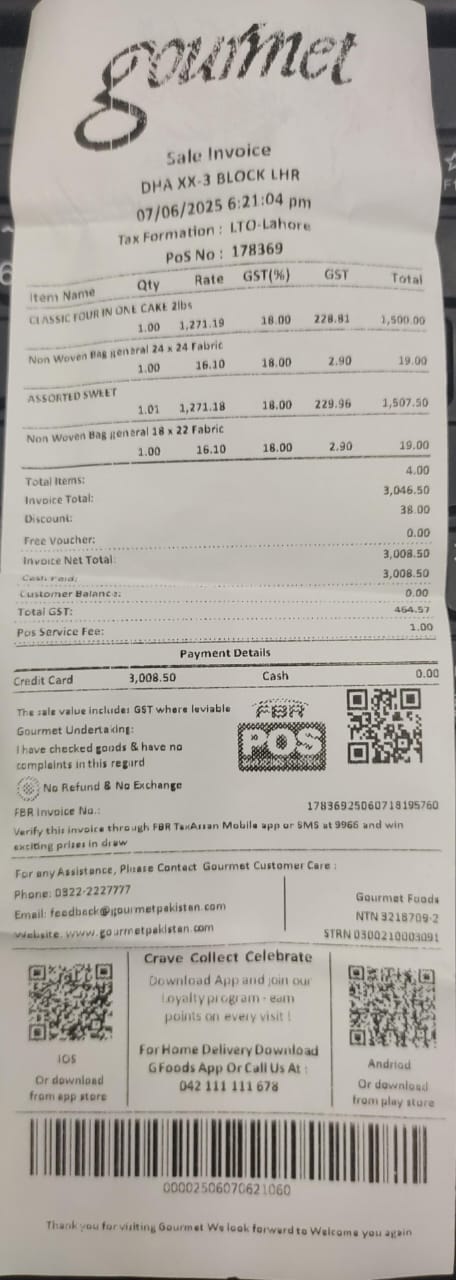 gourmet
Sale Invoice
DHA XX-3 BLOCK LHR
07/06/2025 6:21:04 pm
Tax Formation : LTO-Lahore
PoS No : 178369
Item Name Qty Rate GST(%) GST Total
CLASSIC FOUR IN ONE CAKE 2lbs
1.00 1,271.19 18.00 228.81 1,500.00
Non Woven Bag general 24 x 24 Fabric
1.00 16.10 18.00 2.90 19.00
ASSORTED SWEET
1.01 1,271.18 18.00 229.96 1,507.50
Non Woven Bag general 18 x 22 Fabric
1.00 16.10 18.00 2.90 19.00
Total Items: 4.00
Invoice Total: 3,046.50
Discount: 38.00
Free Voucher: 0.00
Invoice Net Total: 3,008.50
Cash Paid: 3,008.50
Customer Balance: 0.00
Total GST: 464.57
Pos Service Fee: 1.00
Payment Details
Credit Card 3,008.50 Cash 0.00
The sale value includes GST where leviable
Gourmet Undertaking:
I have checked goods & have no
complaints in this regard
FBR
POS
No Refund & No Exchange
FBR Invoice No.: 17836925060718195760
Verify this invoice through FBR TaxAssan Mobile app or SMS at 9966 and win
exciting prizes in draw
For any Assistance, Please Contact Gourmet Customer Care :
Phone: 0322-2227777
Email: feedback@gourmetpakistan.com
Website: www.gourmetpakistan.com
Gourmet Foods
NTN 3218709-2
STRN 0300210003091
IOS
Or download
from app store
Crave Collect Celebrate
Download App and join our
Loyalty program - earn
points on every visit !
For Home Delivery Download
GFoods App Or Call Us At :
042 111 111 678
Andriod
Or download
from play store
00002506070621060
Thank you for visiting Gourmet We look forward to Welcome you again